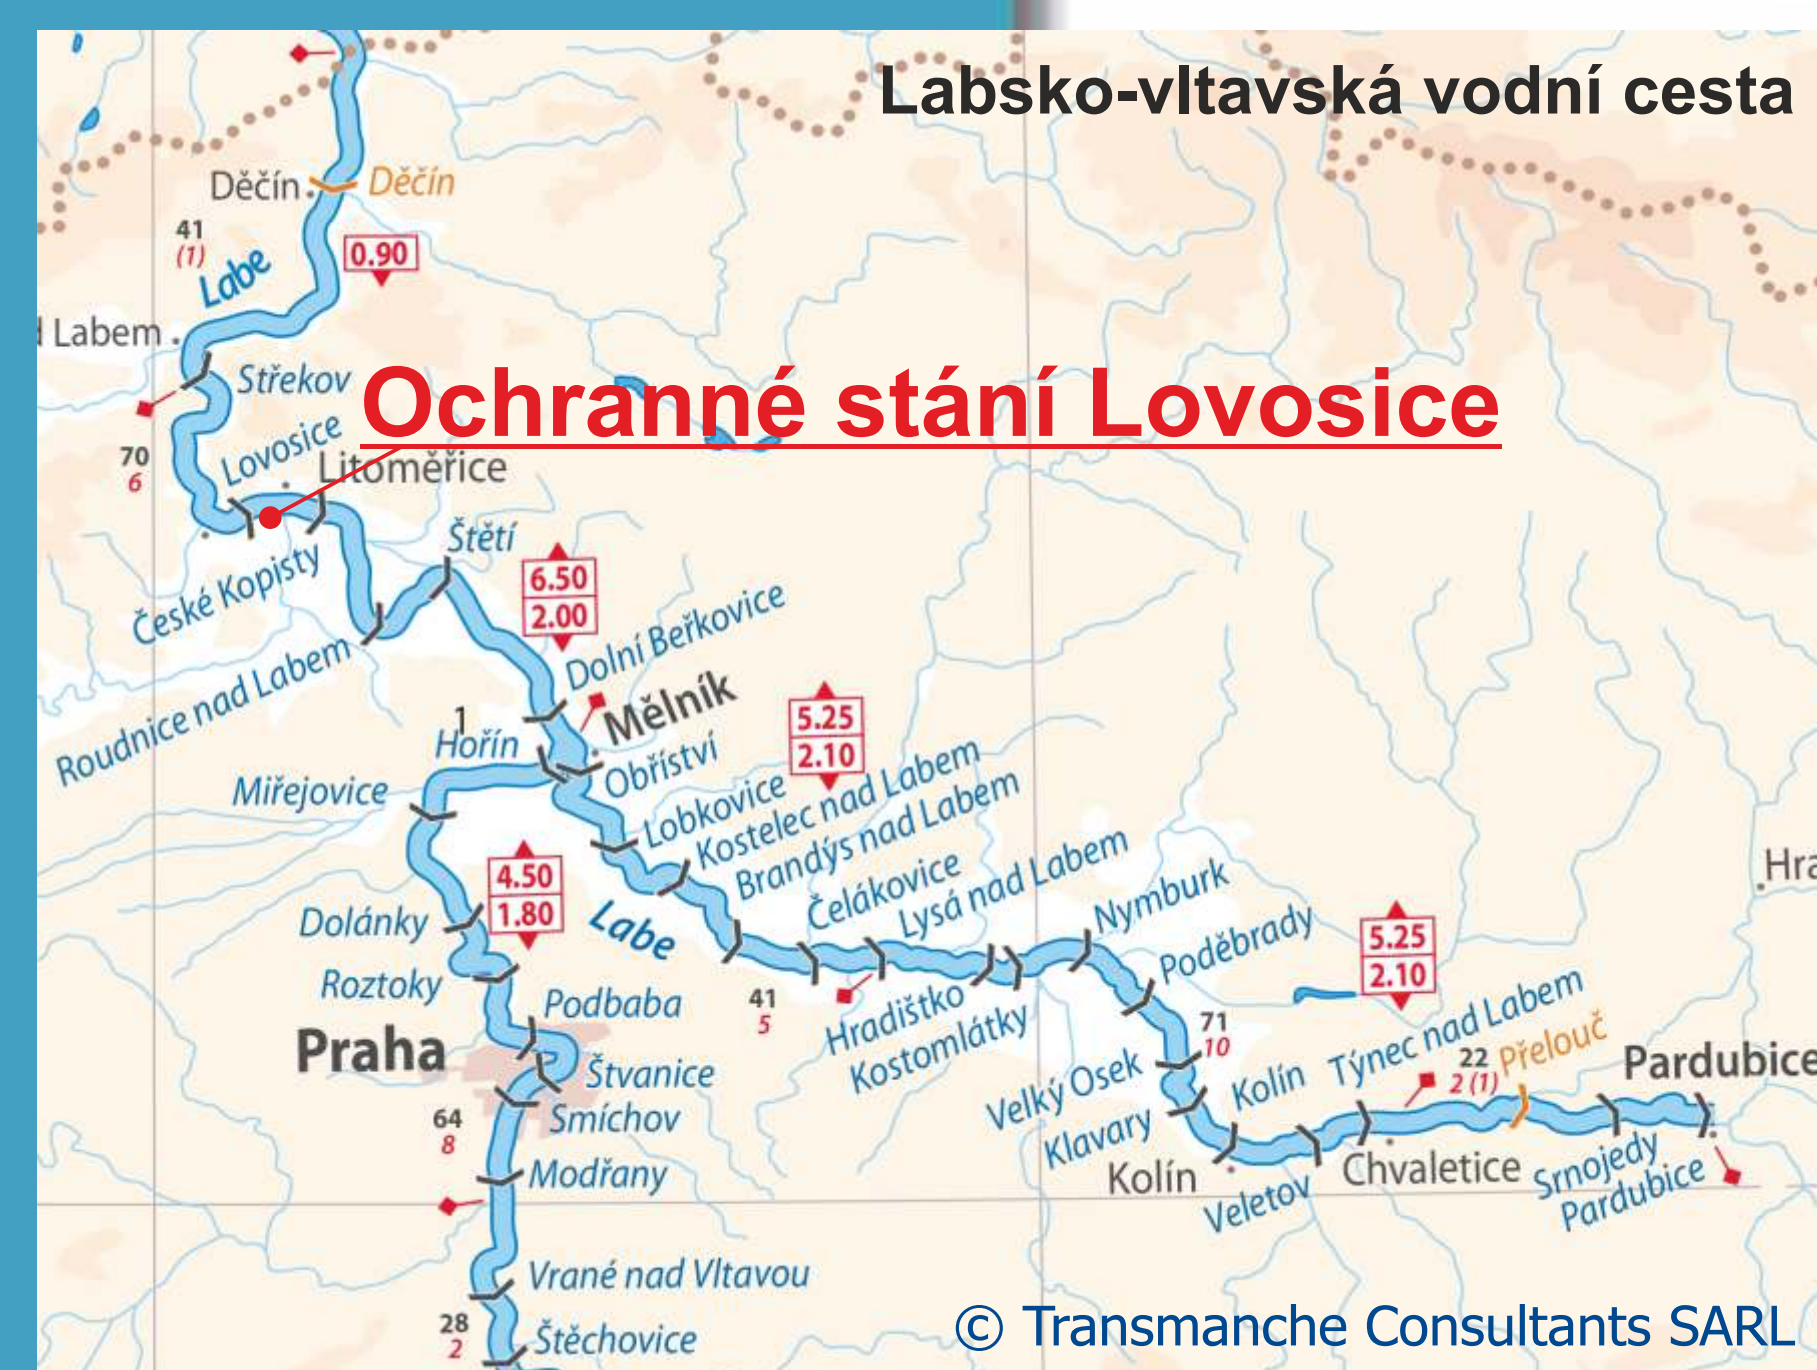 Labsko-vltavská vodní cesta
Děčín
Děčín
41
(1)
Labe
0.90
Labem
Střekov
Ochranné stání Lovosice
Lovosice
Litoměřice
70
6
Štětí
České Kopisty
6.50
2.00
Dolní Beřkovice
Roudnice nad Labem
Mělník
1
Hořín
Obříství
5.25
2.10
Miřejovice
Lobkovice
Kostelec nad Labem
Brandýs nad Labem
4.50
1.80
Čelákovice
Lysá nad Labem
Nymburk
Hra
Dolánky
Labe
Poděbrady
5.25
2.10
Roztoky
Podbaba
41
5
Hradištko
Kostomlátky
71
10
Týnec nad Labem
22
2 (1)
Přelouč
Pardubice
Praha
Štvanice
Velký Osek
Kolín
Smíchov
Klavary
64
8
Modřany
Kolín
Veletov
Chvaletice
Srnojedy
Pardubice
Vrané nad Vltavou
28
2
Štěchovice
© Transmanche Consultants SARL